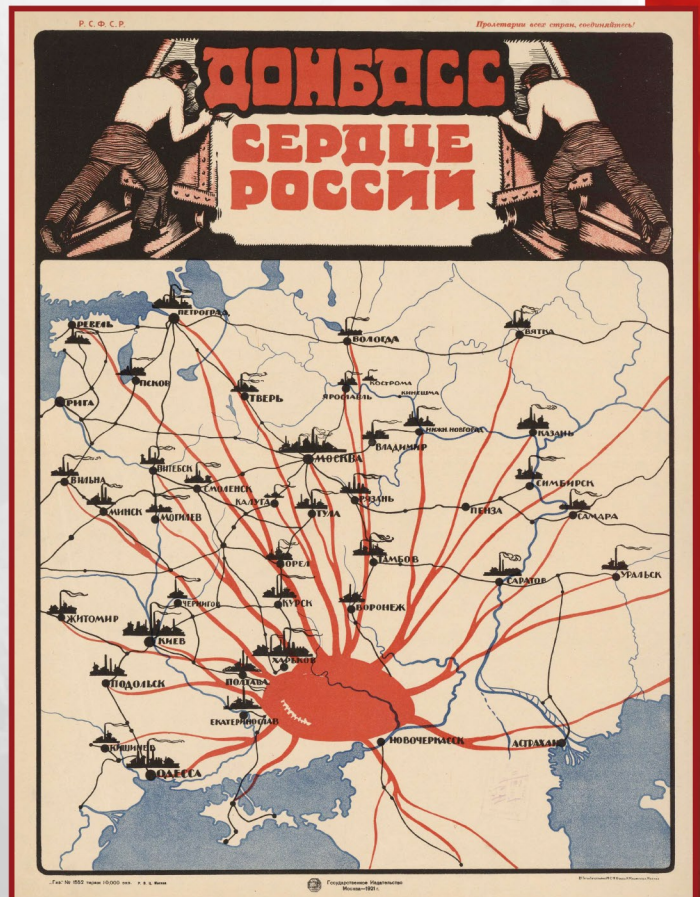 Р. С. Ф. С. Р.
Пролетарии всех стран, соединяйтесь!
ДОНБАСС
СЕРДЦЕ
РОССИИ
ПЕТРОГРАД
РЕВЕЛЬ
ВОЛОГДА
ВЯТКА
ПСКОВ
ТВЕРЬ
КОСТРОМА
ЯРОСЛАВЛЬ
КИНЕШМА
РИГА
НИЖН. НОВГОРОД
КАЗАНЬ
ВЛАДИМИР
МОСКВА
ВИТЕБСК
ВИЛЬНА
СМОЛЕНСК
СИМБИРСК
КАЛУГА
РЯЗАНЬ
МИНСК
МОГИЛЕВ
ТУЛА
ПЕНЗА
САМАРА
ОРЕЛ
ТАМБОВ
САРАТОВ
УРАЛЬСК
ЧЕРНИГОВ
КУРСК
ВОРОНЕЖ
ЖИТОМИР
КИЕВ
ХАРЬКОВ
ПОДОЛЬСК
ПОЛТАВА
ЕКАТЕРИНОСЛАВ
КИШИНЕВ
НОВОЧЕРКАССК
АСТРАХАНЬ
ОДЕССА
Государственное Издательство
Москва—1921 г.